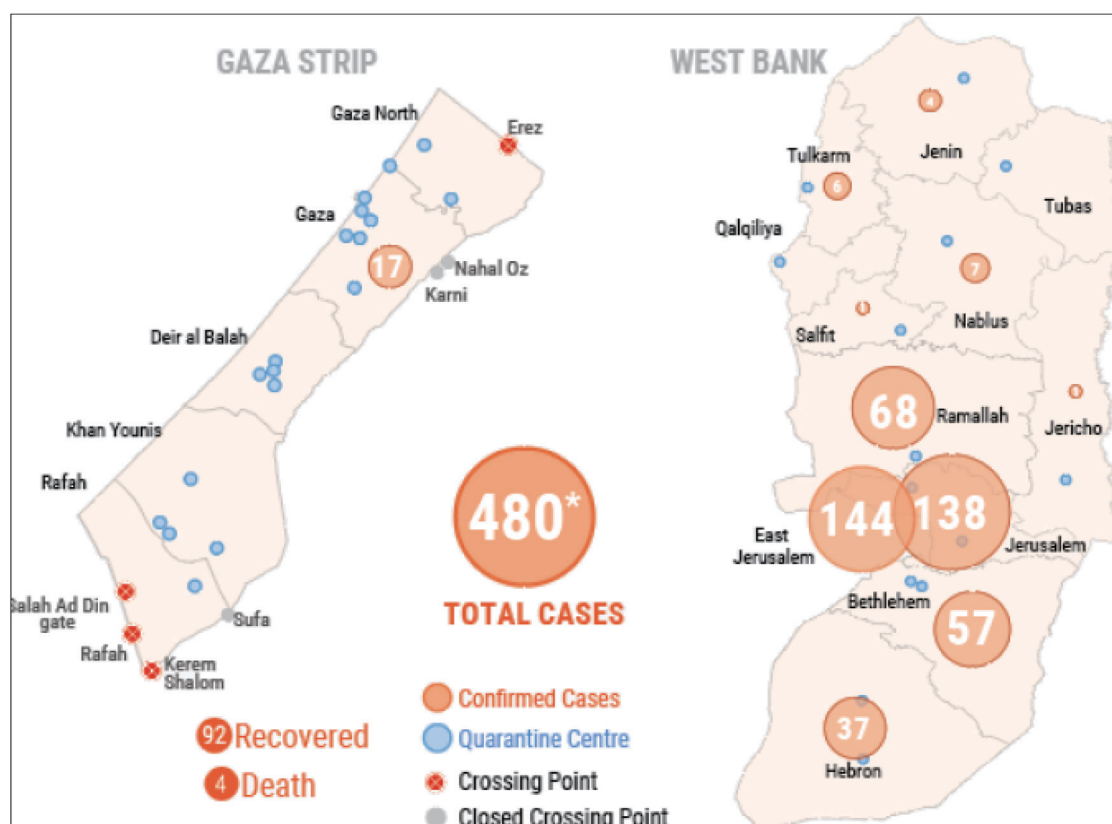 GAZA STRIP
WEST BANK
Gaza North
Erez
Gaza
17
Nahal Oz
Karni
Deir al Balah
Khan Younis
Rafah
Salah Ad Din
gate
Rafah
Kerem
Shalom
Sufa
4
Jenin
Tulkarm
6
Tubas
Qalqiliya
7
Nablus
1
Salfit
68
Ramallah
1
Jericho
144
138
East
Jerusalem
Jerusalem
Bethlehem
57
37
Hebron
480*
TOTAL CASES
92 Recovered
4 Death
Confirmed Cases
Quarantine Centre
Crossing Point
Closed Crossing Point